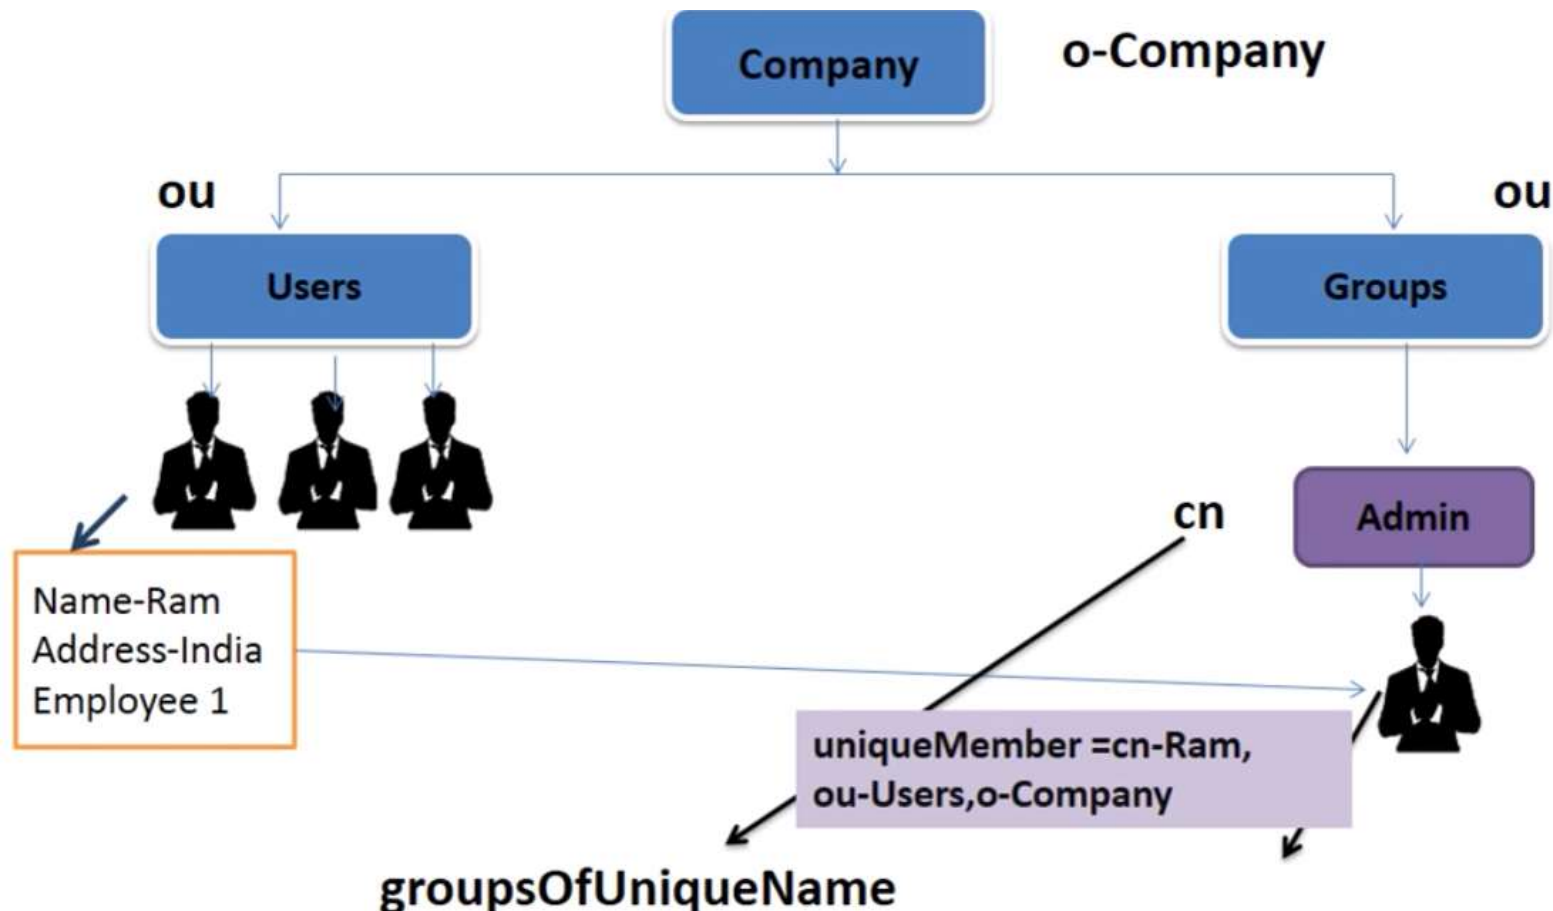 Company
o-Company
ou
ou
Users
Groups
cn
Admin
Name-Ram
Address-India
Employee 1
uniqueMember =cn-Ram,
ou-Users,o-Company
groupsOfUniqueName